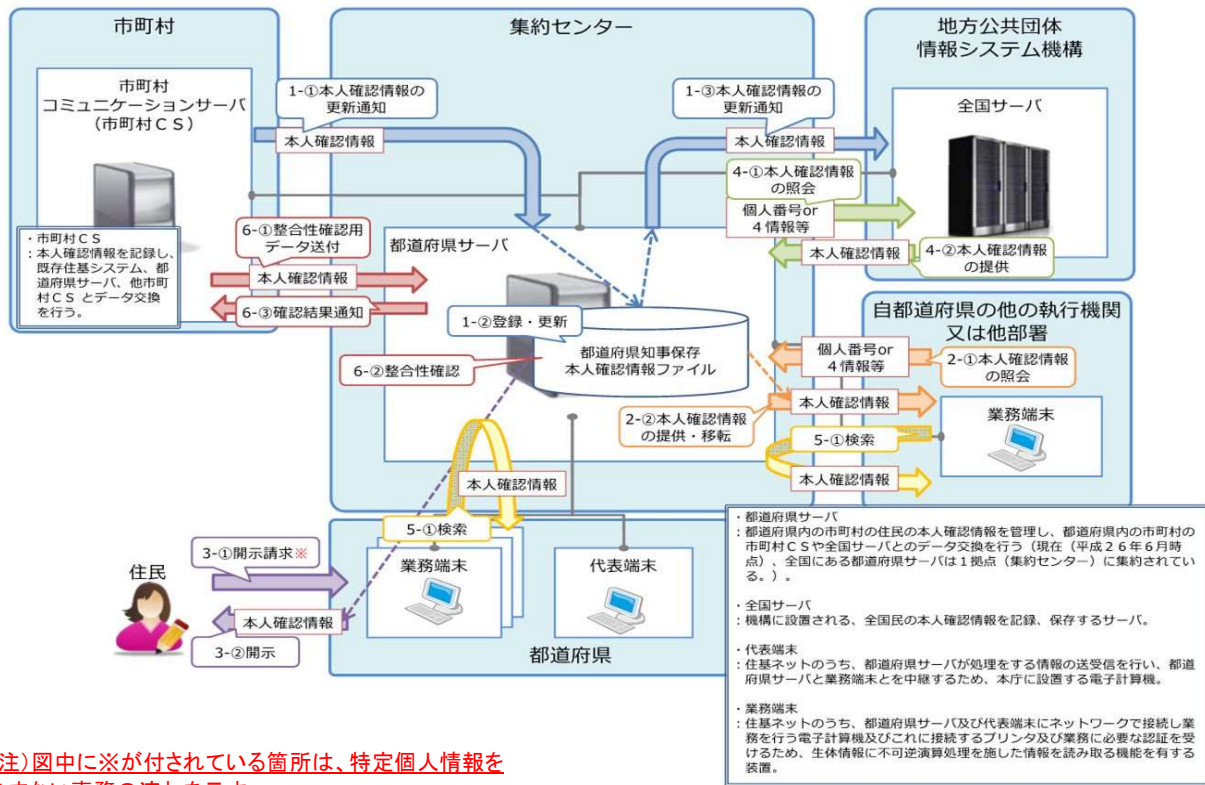 市町村
集約センター
地方公共団体
情報システム機構
市町村
コミュニケーションサーバ
（市町村ＣＳ）
1-①本人確認情報の
更新通知
本人確認情報
1-③本人確認情報の
更新通知
本人確認情報
全国サーバ
4-①本人確認情報
の照会
個人番号or
４情報等
本人確認情報
4-②本人確認情報
の提供
・市町村ＣＳ
：本人確認情報を記録し、
既存住基システム、都
道府県サーバ、他市町
村ＣＳ とデータ交換
を行う。
6-①整合性確認用
データ送付
本人確認情報
6-③確認結果通知
都道府県サーバ
1-②登録・更新
6-②整合性確認
都道府県知事保存
本人確認情報ファイル
自都道府県の他の執行機関
又は他部署
個人番号or
４情報等
2-①本人確認情報
の照会
本人確認情報
2-②本人確認情報
の提供・移転
業務端末
5-①検索
本人確認情報
本人確認情報
5-①検索
3-①開示請求※
住民
本人確認情報
3-②開示
業務端末
代表端末
都道府県
・都道府県サーバ
：都道府県内の市町村の住民の本人確認情報を管理し、都道府県内の市町村の
市町村ＣＳや全国サーバとのデータ交換を行う（現在（平成２６年６月時
点）、全国にある都道府県サーバは１拠点（集約センター）に集約されてい
る。）。
・全国サーバ
：機構に設置される、全国民の本人確認情報を記録、保存するサーバ。
・代表端末
：住基ネットのうち、都道府県サーバが処理をする情報の送受信を行い、都道
府県サーバと業務端末とを中継するため、本庁に設置する電子計算機。
・業務端末
：住基ネットのうち、都道府県サーバ及び代表端末にネットワークで接続し業
務を行う電子計算機及びこれに接続するプリンタ及び業務に必要な認証を受
けるため、生体情報に不可逆演算処理を施した情報を読み取る機能を有する
装置。
注）図中に※が付されている箇所は、特定個人情報を